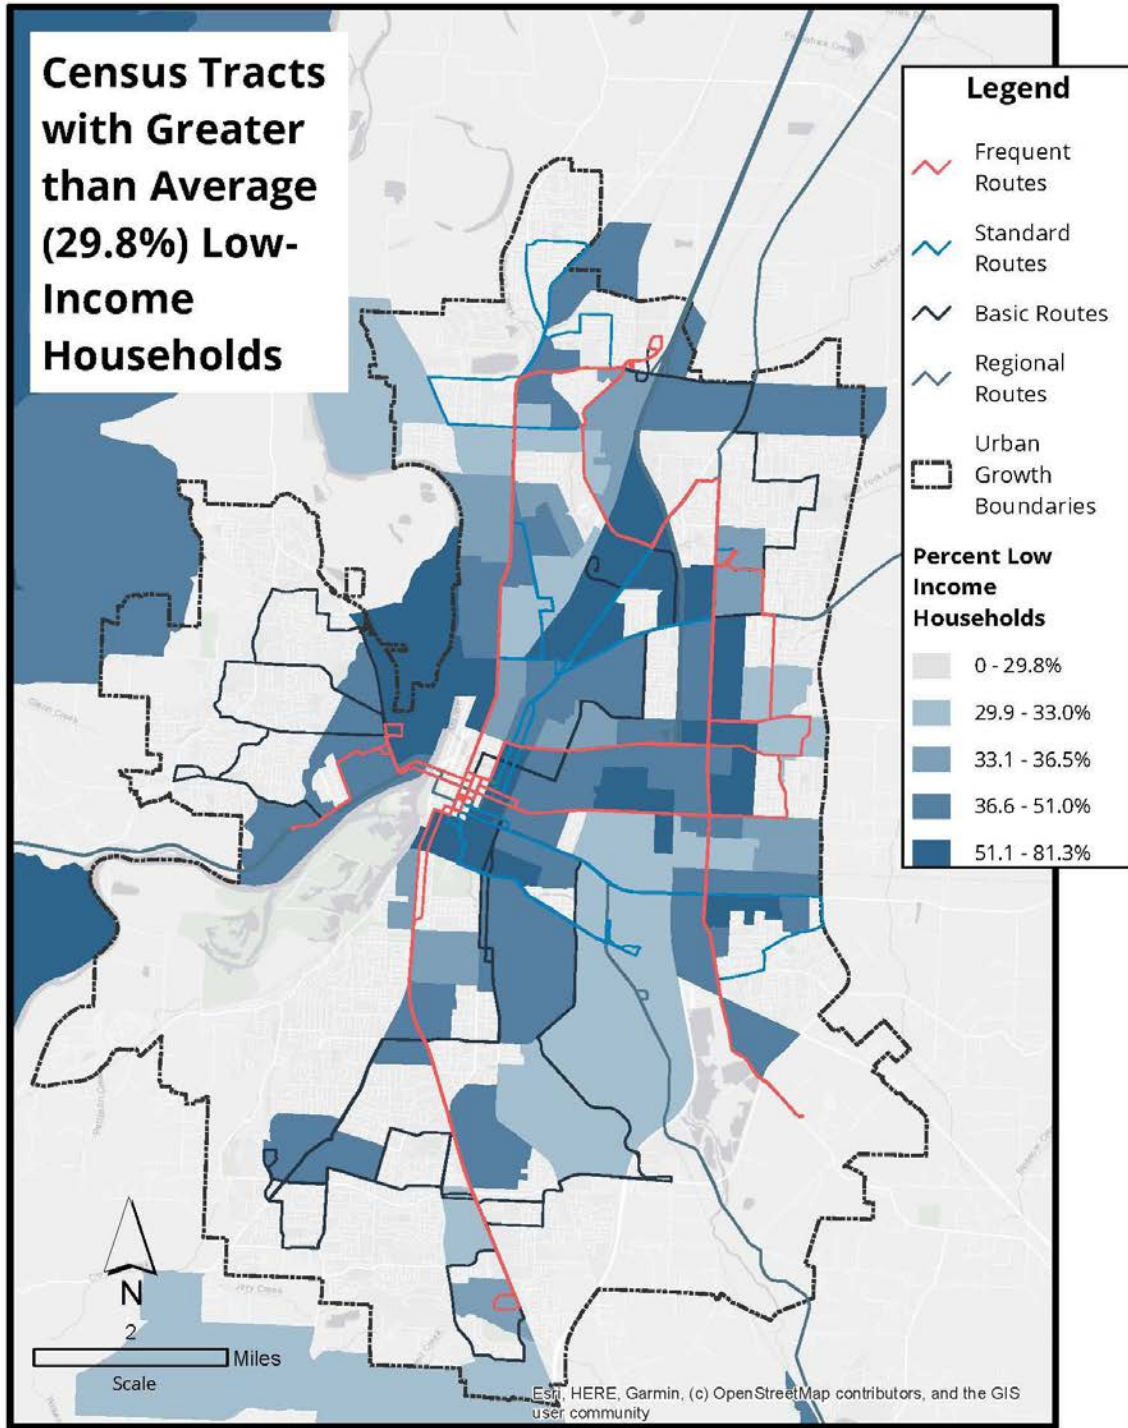 Census Tracts
with Greater
than Average
(29.8%) Low-
Income
Households
Legend
Frequent
Routes
Standard
Routes
Basic Routes
Regional
Routes
Urban
Growth
Boundaries
Percent Low
Income
Households
0 - 29.8%
29.9 - 33.0%
33.1 - 36.5%
36.6 - 51.0%
51.1 - 81.3%
Glenn Creek
Creek
N
2
Miles
Scale
Esri, HERE, Garmin, (c) OpenStreetMap contributors, and the GIS
user community